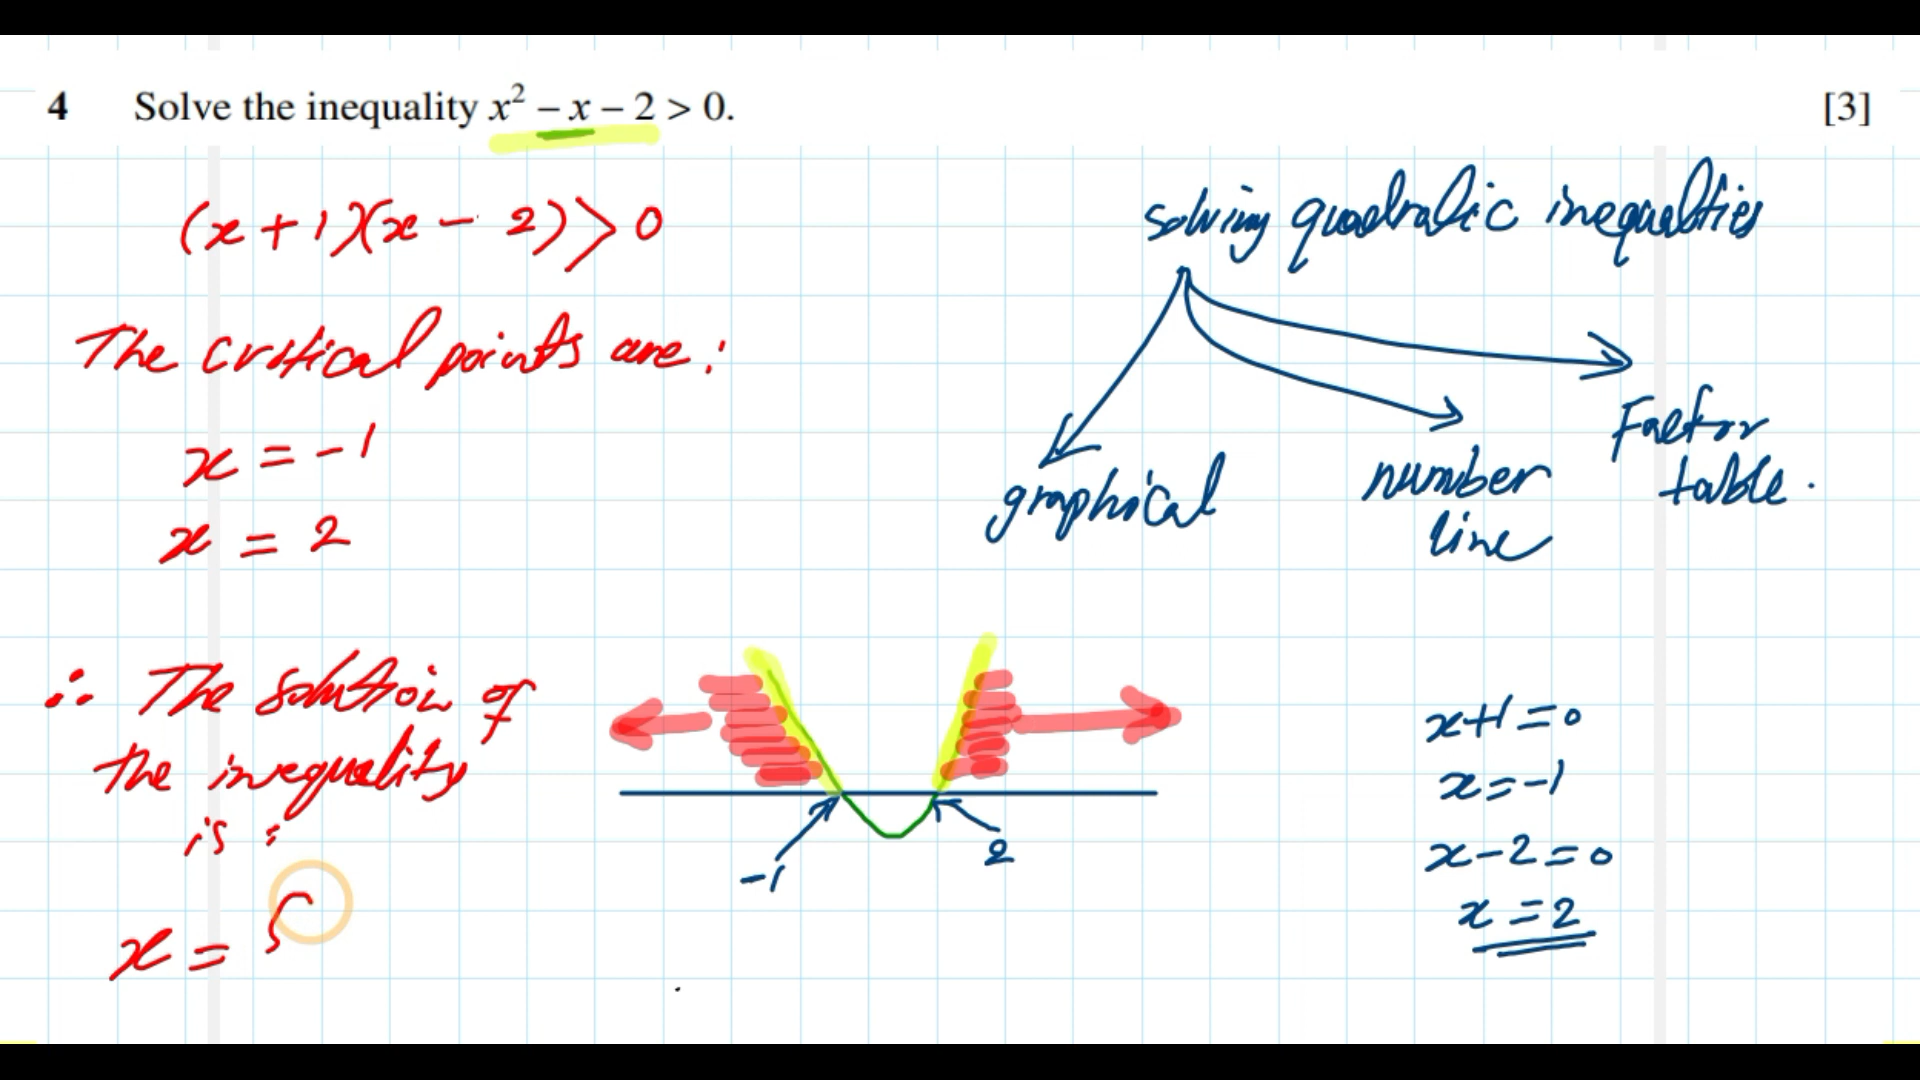 4 Solve the inequality x² – x – 2 > 0. [3]
(x + 1)(x - 2) > 0
The critical points are:
x = -1
x = 2
∴ The solution of
the inequality
is :
x = {
solving quadratic inequalities
graphical
number
line
Factor
table.
-1
2
x+1=0
x=-1
x-2=0
x=2